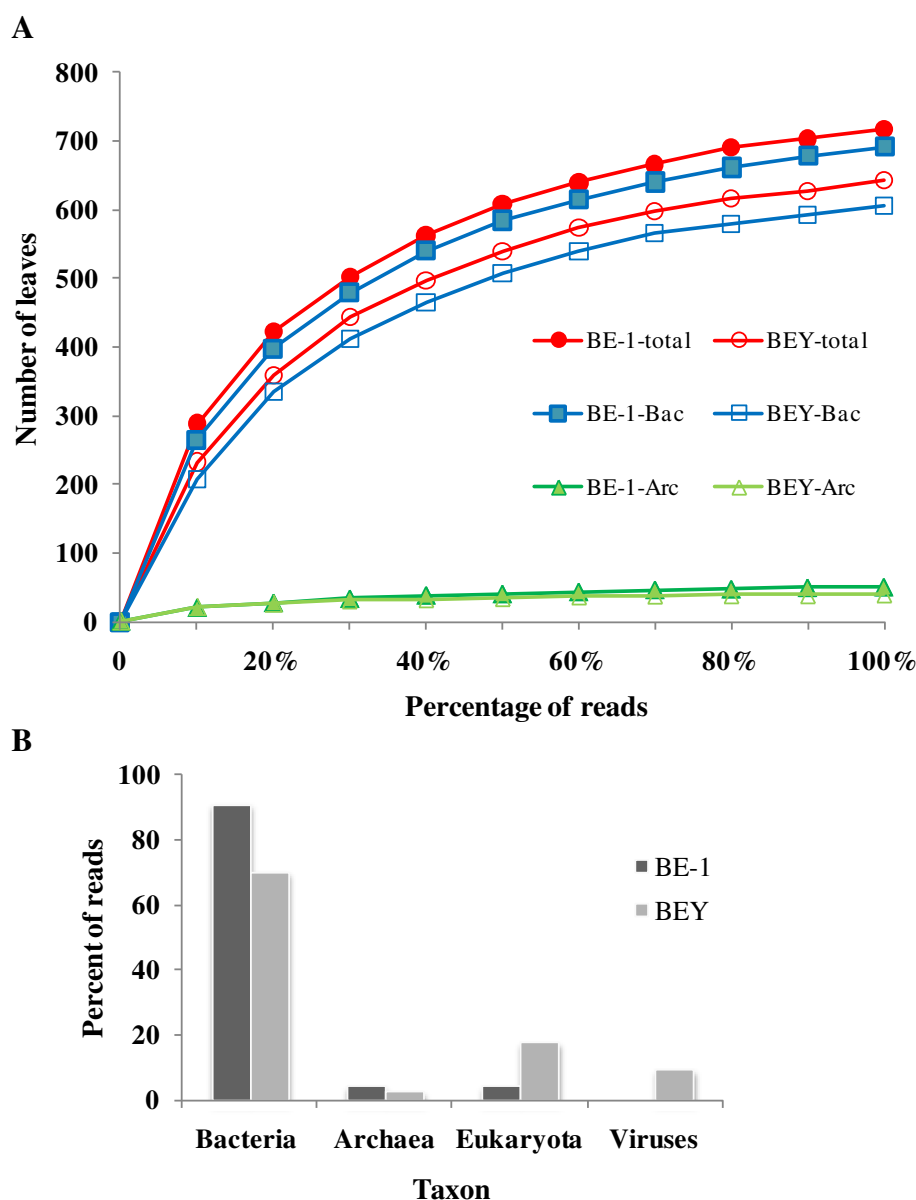 A
800
700
600
500
400
300
200
100
0
Number of leaves
BE-1-total BEY-total
BE-1-Bac BEY-Bac
BE-1-Arc BEY-Arc
0 20% 40% 60% 80% 100%
Percentage of reads
B
100
80
60
40
20
0
Percent of reads
BE-1
BEY
Bacteria Archaea Eukaryota Viruses
Taxon